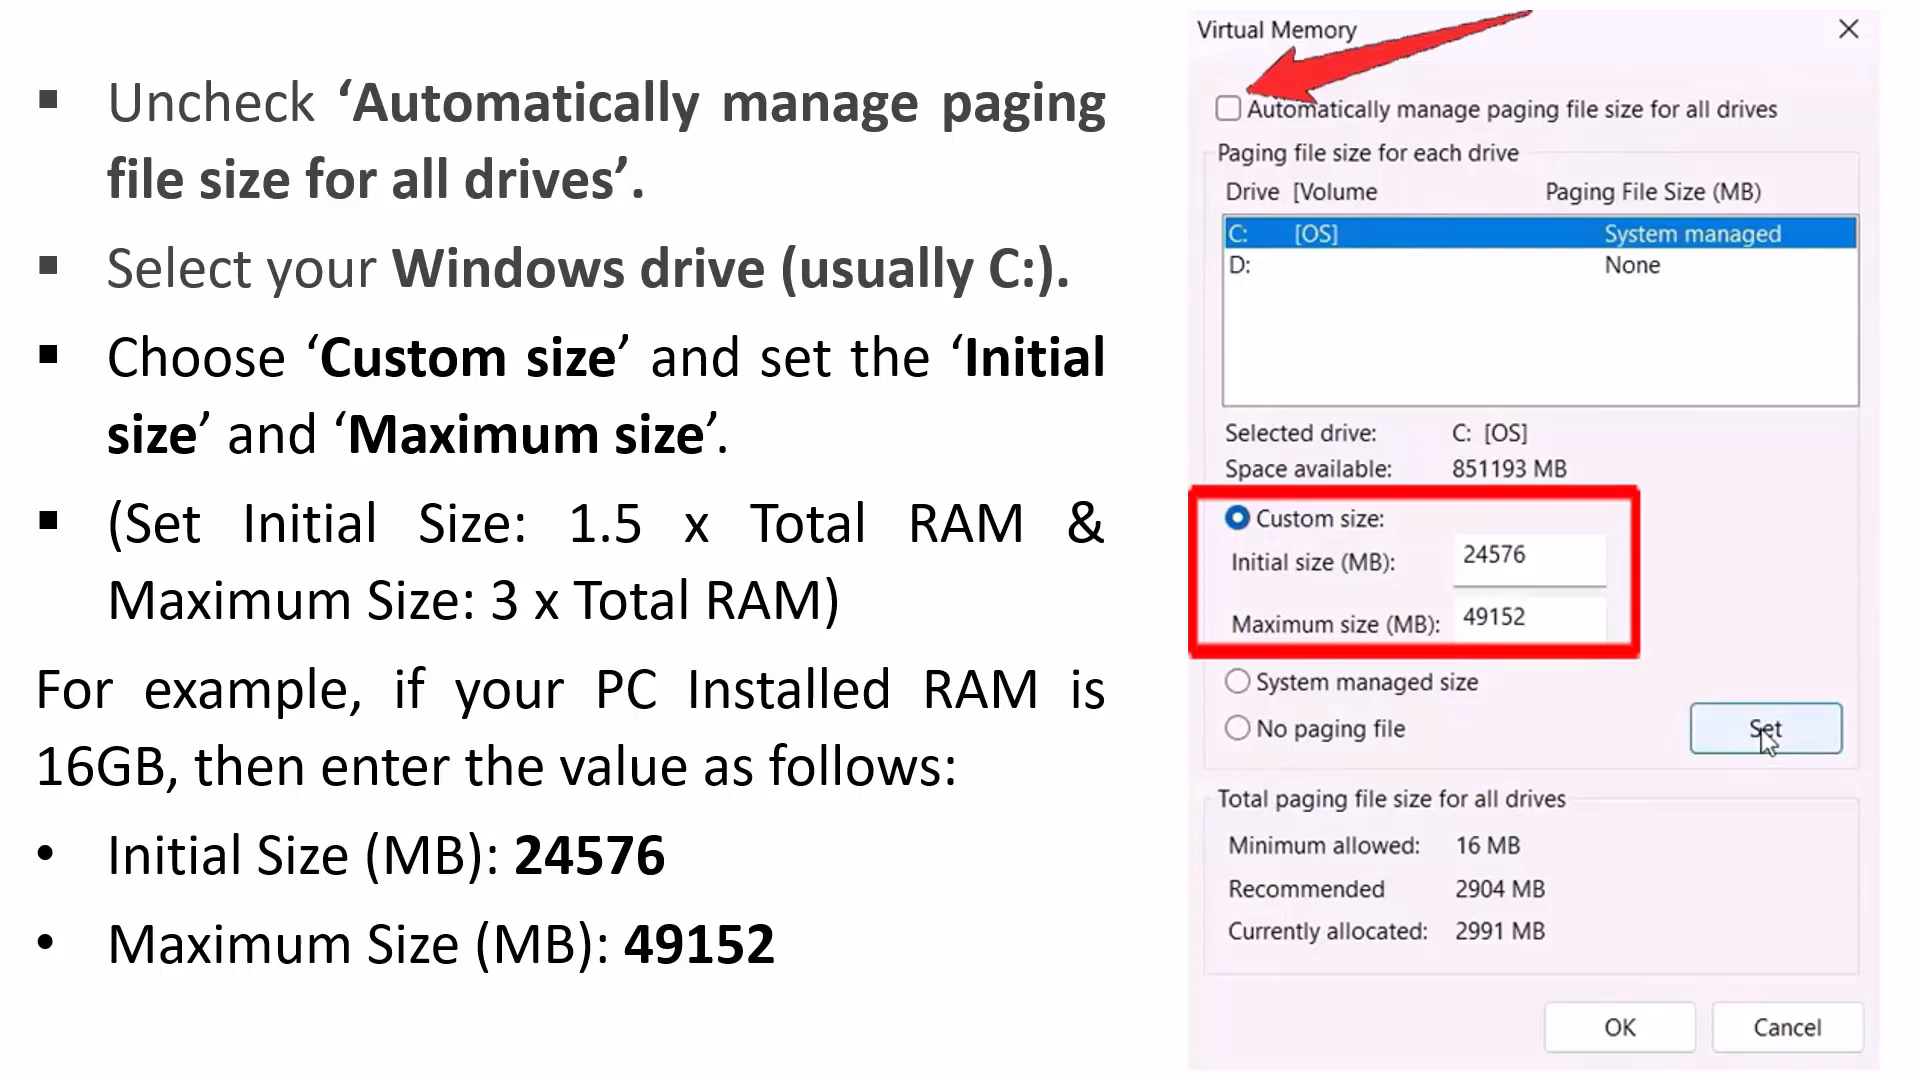 ▪ Uncheck ‘Automatically manage paging
file size for all drives’.
▪ Select your Windows drive (usually C:).
▪ Choose ‘Custom size’ and set the ‘Initial
size’ and ‘Maximum size’.
▪ (Set Initial Size: 1.5 x Total RAM &
Maximum Size: 3 x Total RAM)
For example, if your PC Installed RAM is
16GB, then enter the value as follows:
• Initial Size (MB): 24576
• Maximum Size (MB): 49152
Virtual Memory
Automatically manage paging file size for all drives
Paging file size for each drive
Drive [Volume Paging File Size (MB)
C: [OS] System managed
D: None
Selected drive: C: [OS]
Space available: 851193 MB
Custom size:
Initial size (MB): 24576
Maximum size (MB): 49152
System managed size
No paging file
Set
Total paging file size for all drives
Minimum allowed: 16 MB
Recommended 2904 MB
Currently allocated: 2991 MB
OK Cancel